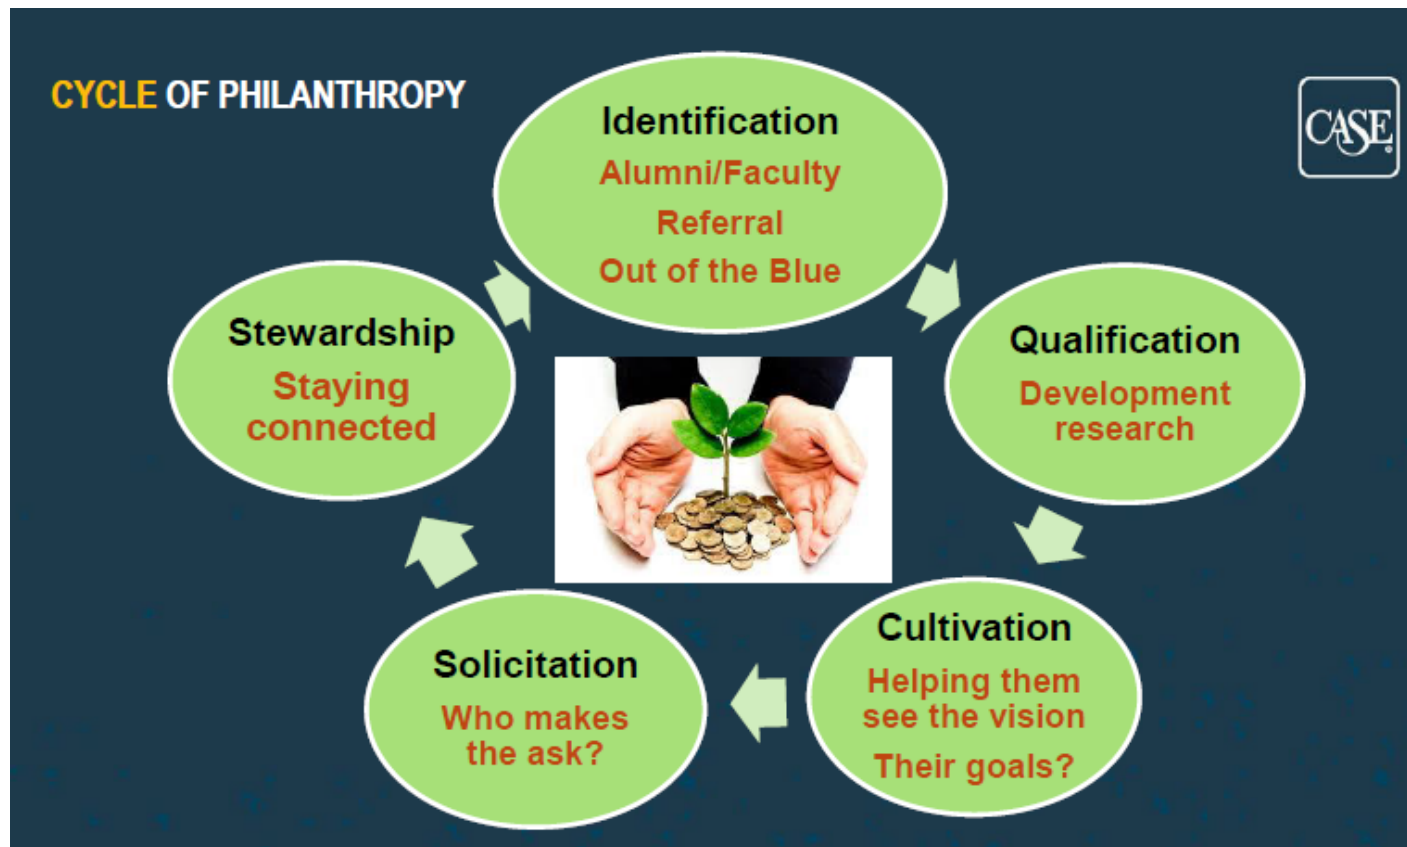 CYCLE OF PHILANTHROPY
CASE
Identification
Alumni/Faculty
Referral
Out of the Blue
Qualification
Development
research
Cultivation
Helping them
see the vision
Their goals?
Solicitation
Who makes
the ask?
Stewardship
Staying
connected